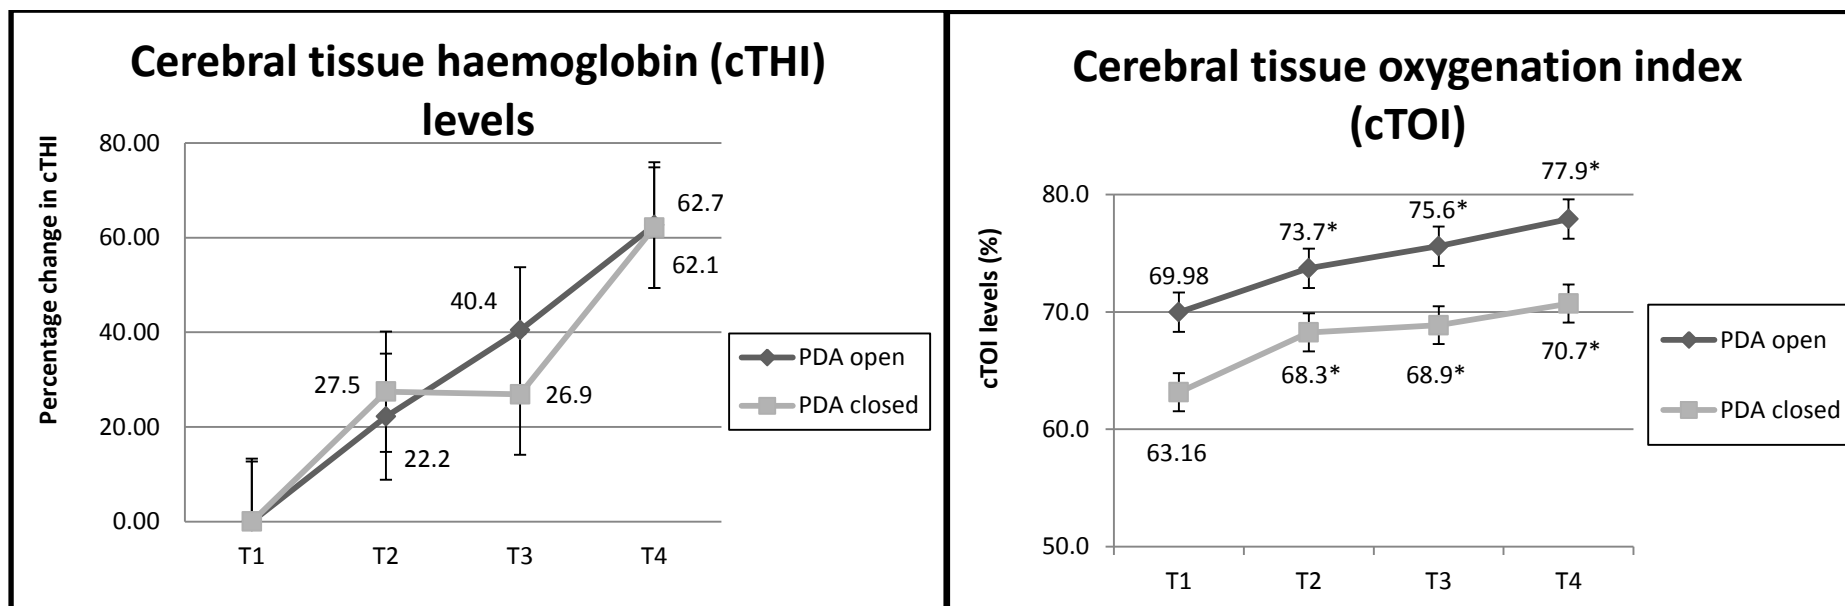 Cerebral tissue haemoglobin (cTHI)
levels
Percentage change in cTHI
80.00
60.00
40.00
20.00
0.00
62.7
62.1
40.4
27.5
26.9
22.2
T1 T2 T3 T4
PDA open
PDA closed
Cerebral tissue oxygenation index
(cTOI)
cTOI levels (%)
80.0
70.0
60.0
50.0
77.9*
75.6*
73.7*
69.98
70.7*
68.9*
68.3*
63.16
T1 T2 T3 T4
PDA open
PDA closed